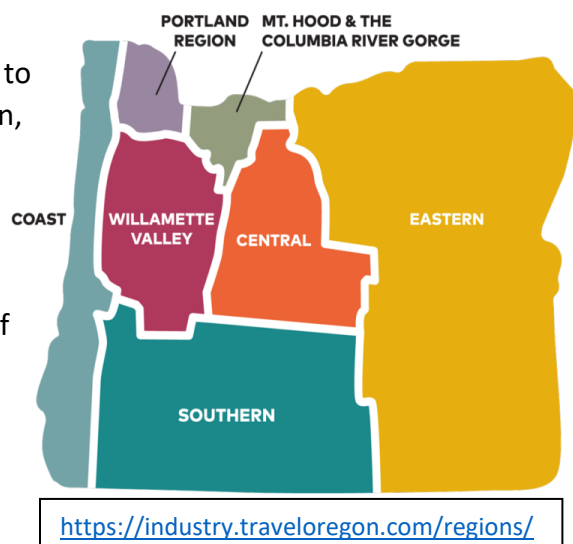 PORTLAND
REGION
MT. HOOD & THE
COLUMBIA RIVER GORGE
to
n,
COAST
WILLAMETTE
VALLEY
CENTRAL
EASTERN
f
SOUTHERN
https://industry.traveloregon.com/regions/